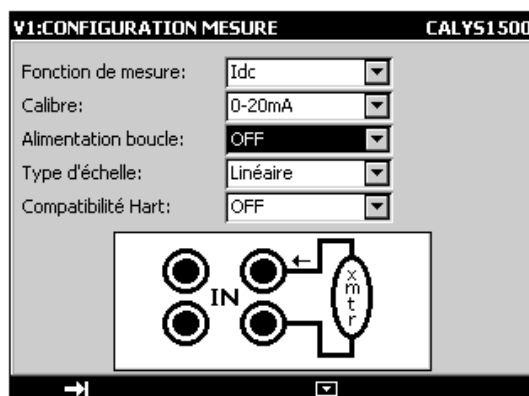 V1:CONFIGURATION MESURE CALYS1500
Fonction de mesure: Idc
Calibre: 0-20mA
Alimentation boucle: OFF
Type d'échelle: Linéaire
Compatibilité Hart: OFF
IN
xmtr